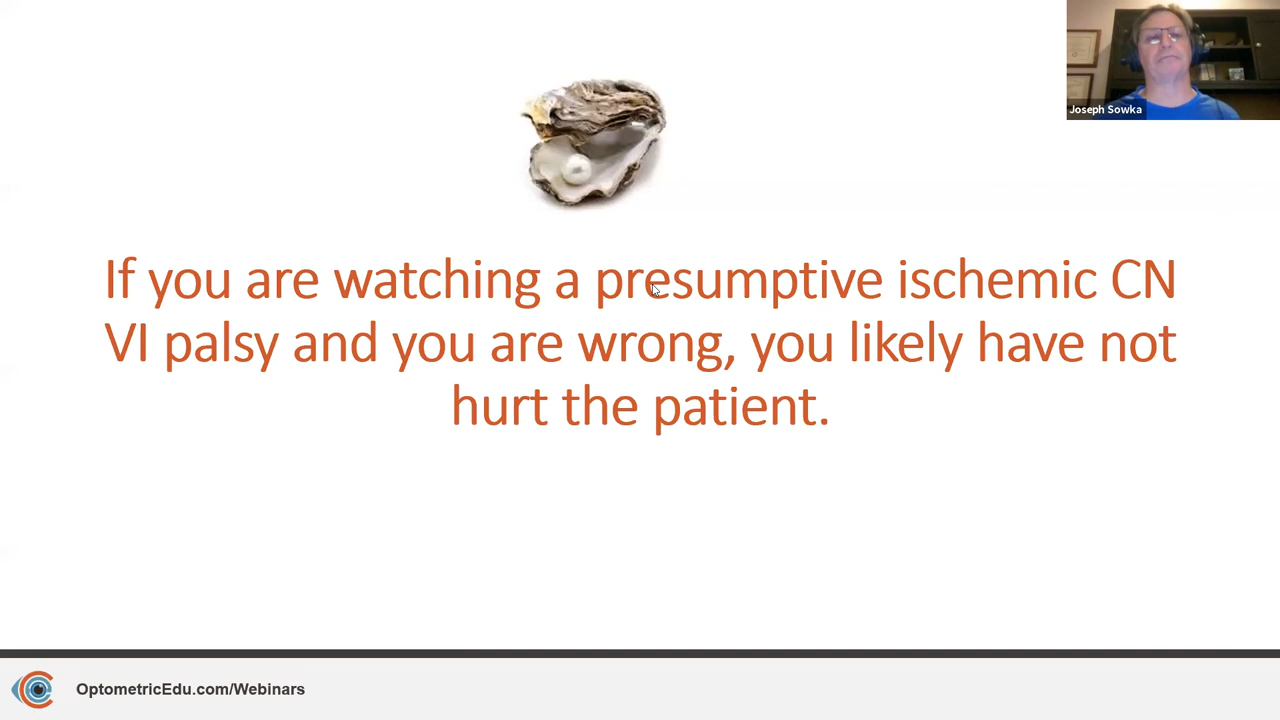 Joseph Sowka
If you are watching a presumptive ischemic CN
VI palsy and you are wrong, you likely have not
hurt the patient.
OptometricEdu.com/Webinars